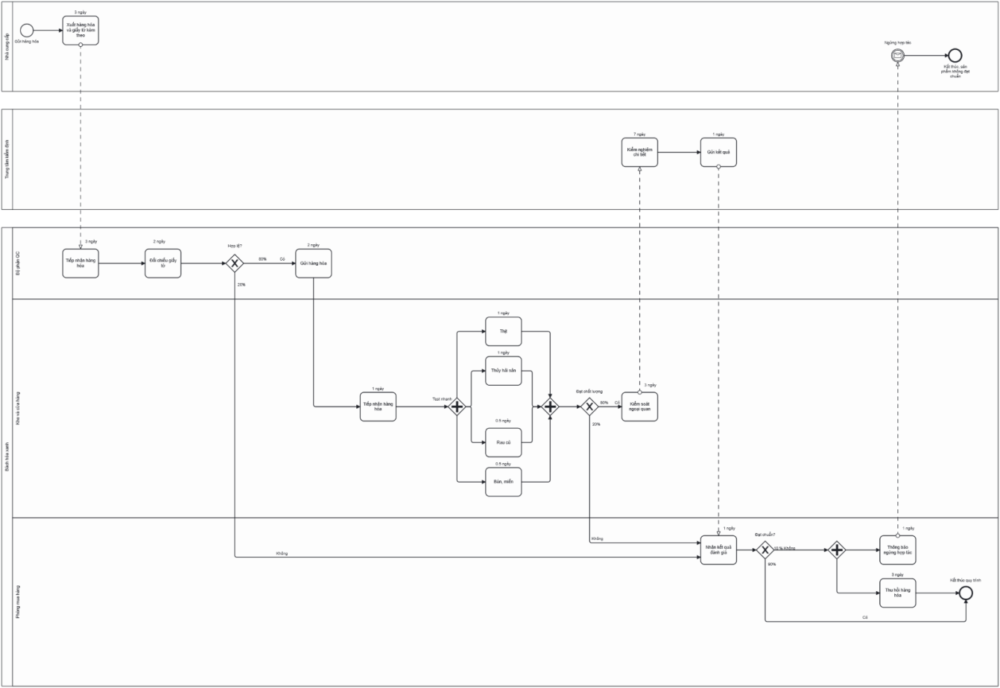 3 ngày
Xuất hàng hóa
và giấy tờ kèm
theo
Gửi hàng hóa
Nhà cung cấp
Ngừng hợp tác
Kết thúc, sản
phẩm không đạt
chuẩn
Trung tâm kiểm định
7 ngày
Kiểm nghiệm
chi tiết
1 ngày
Gửi kết quả
Bách hóa xanh
Bộ phận QC
3 ngày
Tiếp nhận hàng
hóa
2 ngày
Đối chiếu giấy
tờ
Hợp lệ?
80%
Có
20%
2 ngày
Gửi hàng hóa
Kho và cửa hàng
1 ngày
Tiếp nhận hàng
hóa
Test nhanh
1 ngày
Thịt
1 ngày
Thủy hải sản
0.5 ngày
Rau củ
0.5 ngày
Bún, miến
Đạt chất lượng
80%
Có
20%
3 ngày
Kiểm soát
ngoại quan
Phòng mua hàng
Không
Không
1 ngày
Nhận kết quả
đánh giá
Đạt chuẩn?
10 % Không
90%
1 ngày
Thông báo
ngừng hợp tác
3 ngày
Thu hồi hàng
hóa
Kết thúc quy trình
Có